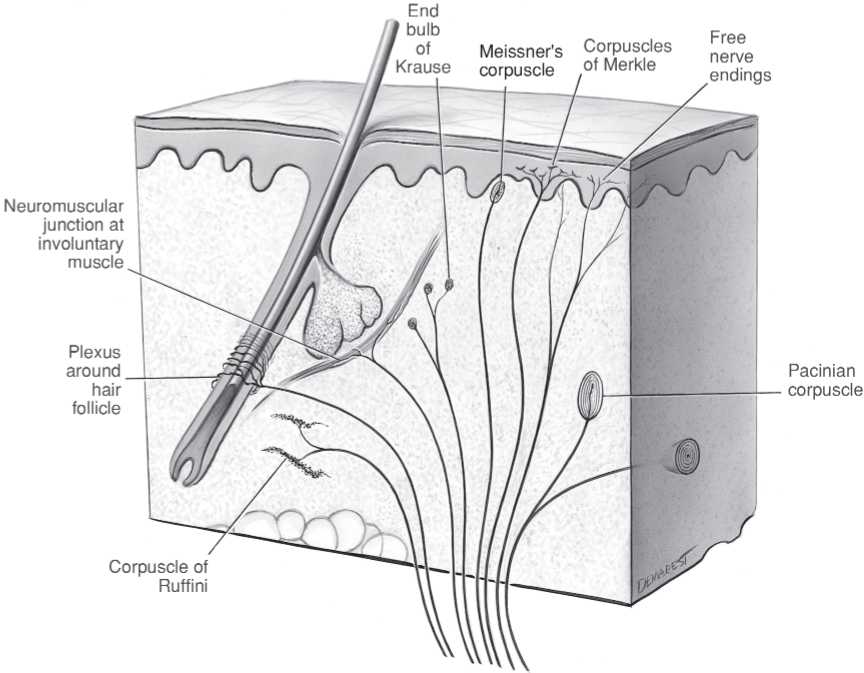 End
bulb
of
Krause
Meissner's
corpuscle
Corpuscles
of Merkle
Free
nerve
endings
Neuromuscular
junction at
involuntary
muscle
Plexus
around
hair
follicle
Pacinian
corpuscle
Corpuscle of
Ruffini
DEMAREST